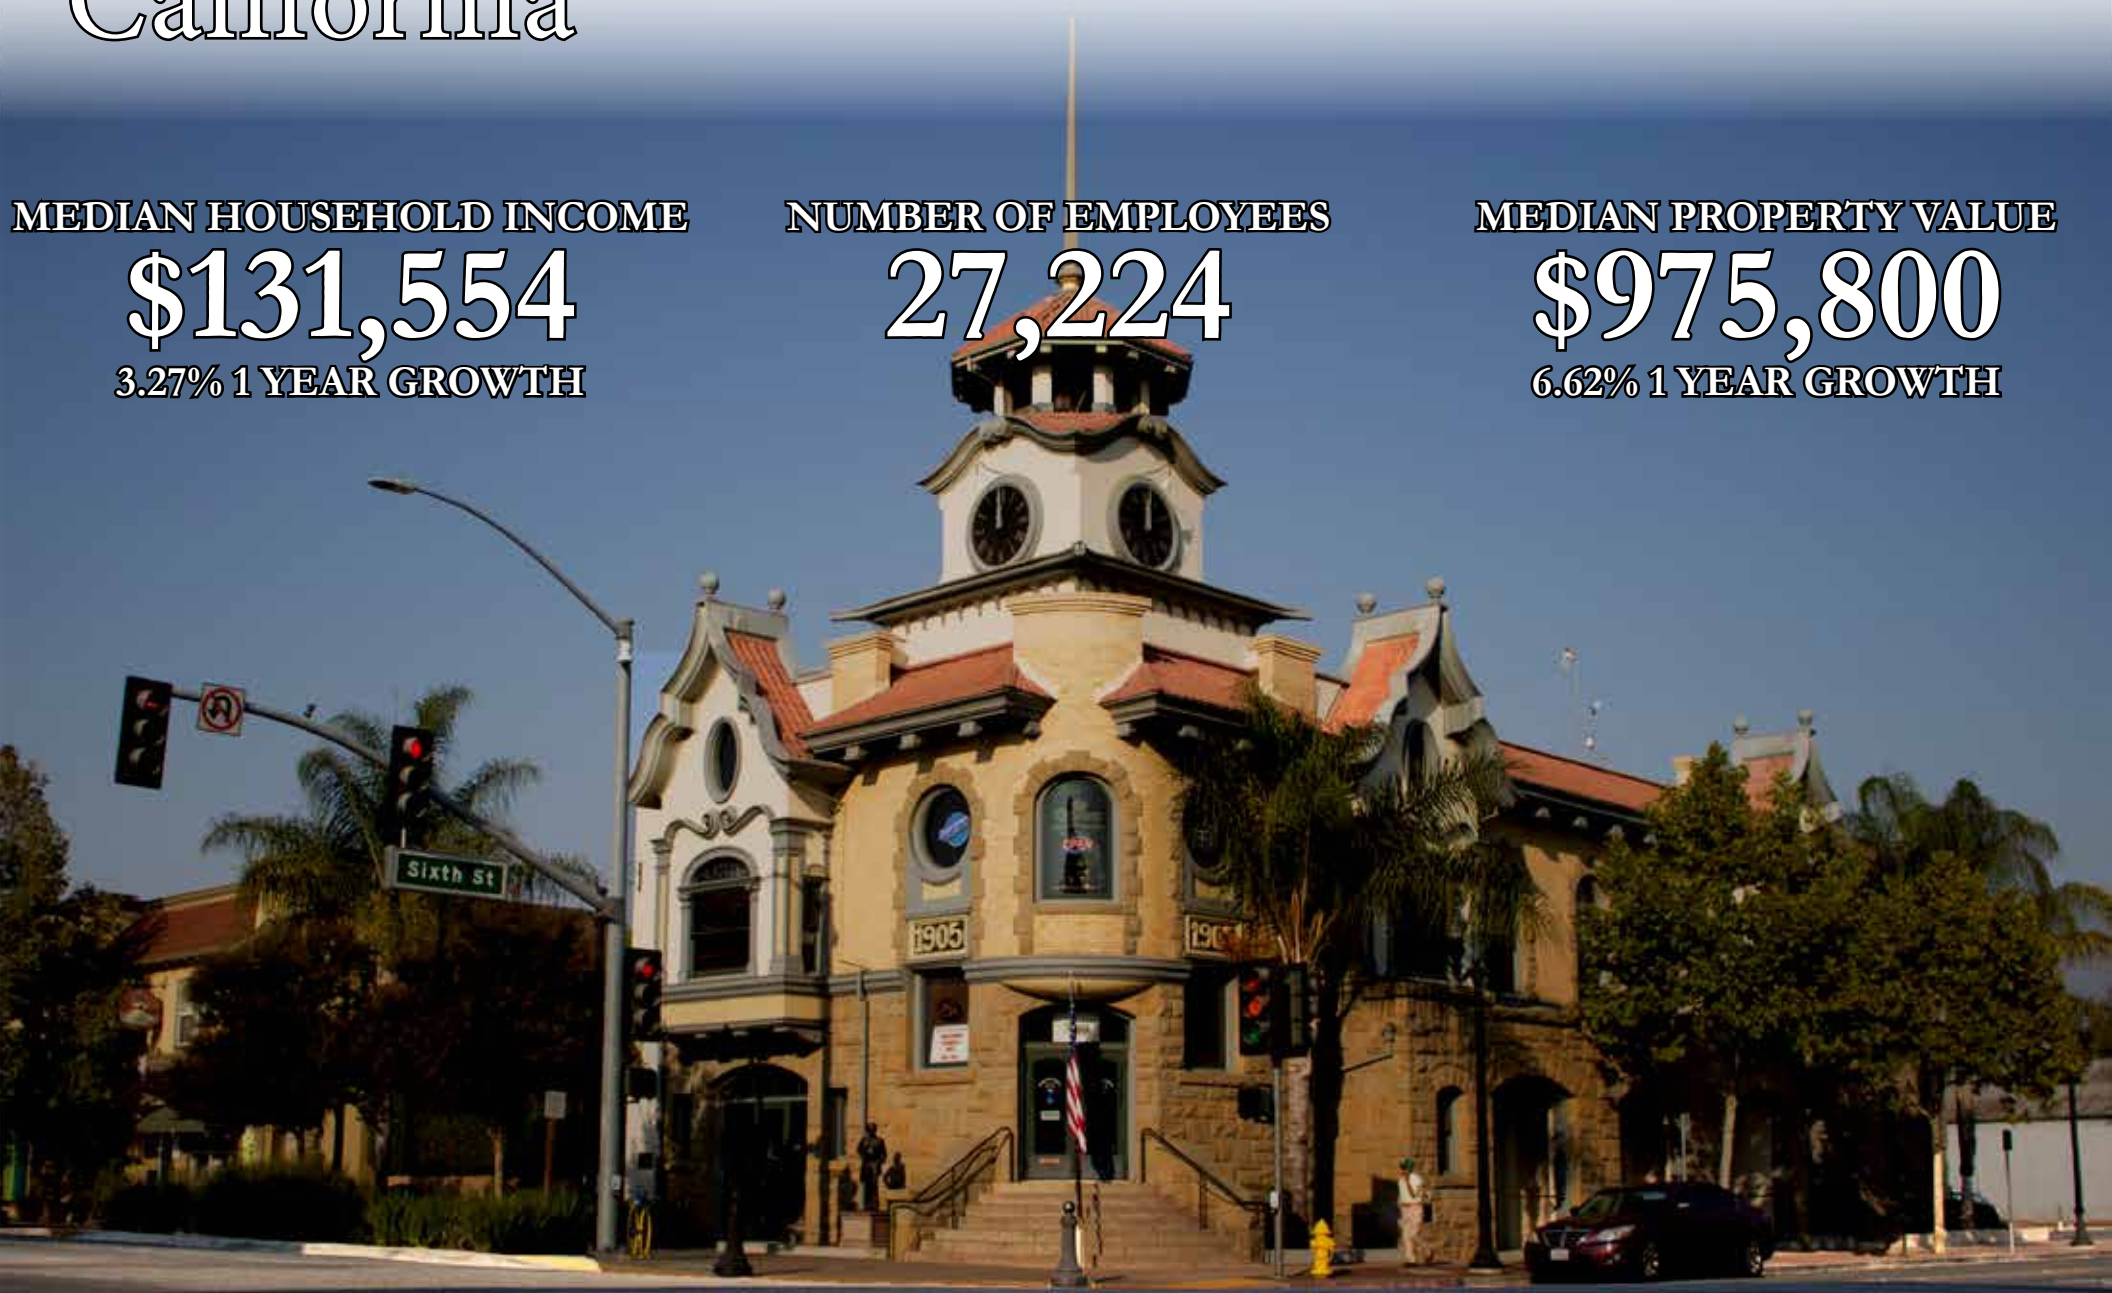 California
MEDIAN HOUSEHOLD INCOME
$131,554
3.27% 1 YEAR GROWTH
NUMBER OF EMPLOYEES
27,224
MEDIAN PROPERTY VALUE
$975,800
6.62% 1 YEAR GROWTH
Sixth St
OPEN
1905